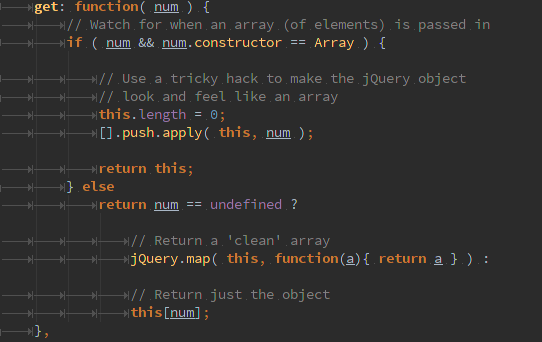 get: function( num ) {
// Watch for when an array (of elements) is passed in
if ( num && num.constructor == Array ) {
// Use a tricky hack to make the jQuery object
// look and feel like an array
this.length = 0;
[].push.apply( this, num );
return this;
} else
return num == undefined ?
// Return a 'clean' array
jQuery.map( this, function(a){ return a } ) :
// Return just the object
this[num];
},